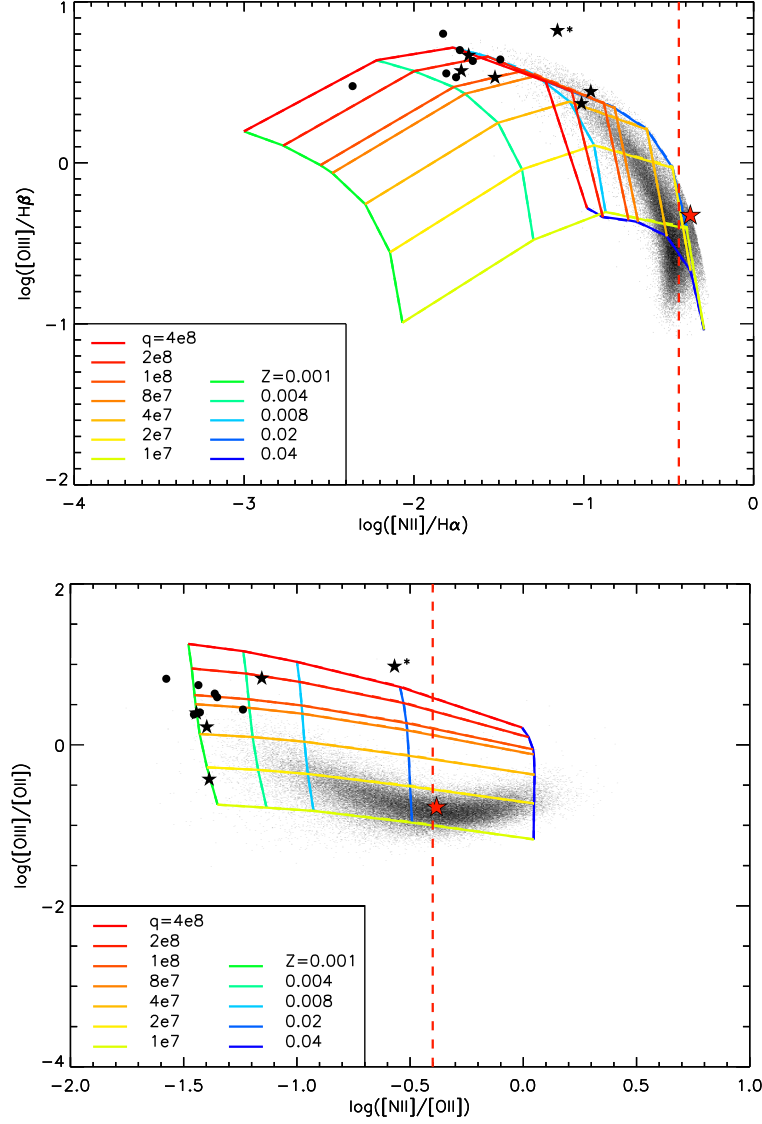 1
0
−1
−2
log([OIII]/Hβ)
q=4e8
2e8
1e8 Z=0.001
8e7 0.004
4e7 0.008
2e7 0.02
1e7 0.04
*
−4 −3 −2 −1 0
log([NII]/Hα)
2
0
−2
−4
log([OIII]/[OII])
*
q=4e8
2e8
1e8 Z=0.001
8e7 0.004
4e7 0.008
2e7 0.02
1e7 0.04
−2.0 −1.5 −1.0 −0.5 0.0 0.5 1.0
log([NII]/[OII])